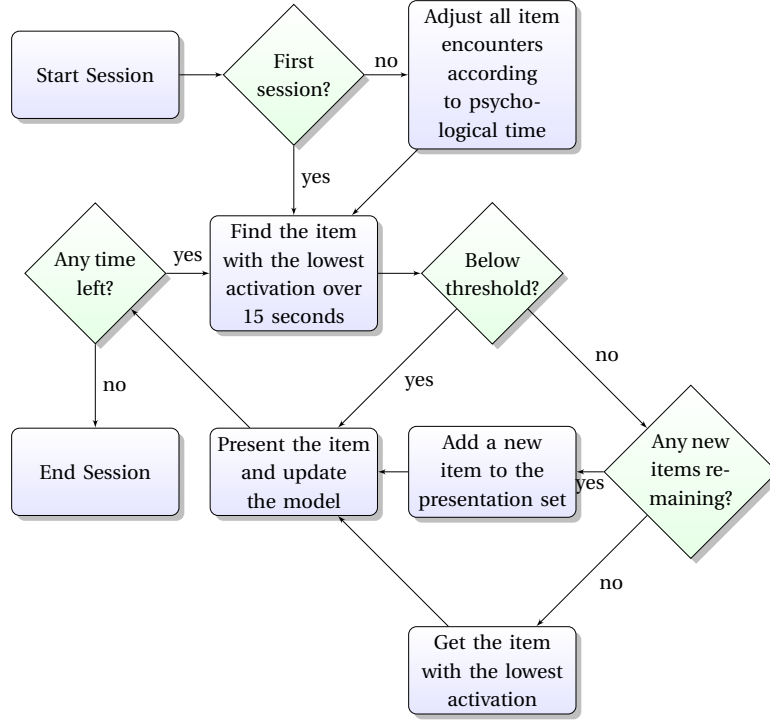 Start Session
First
session?
no
Adjust all item
encounters
according
to psycho-
logical time
yes
Any time
left?
yes
Find the item
with the lowest
activation over
15 seconds
Below
threshold?
no
yes
no
End Session
Present the item
and update
the model
Add a new
item to the
presentation set
yes
Any new
items re-
maining?
no
Get the item
with the lowest
activation